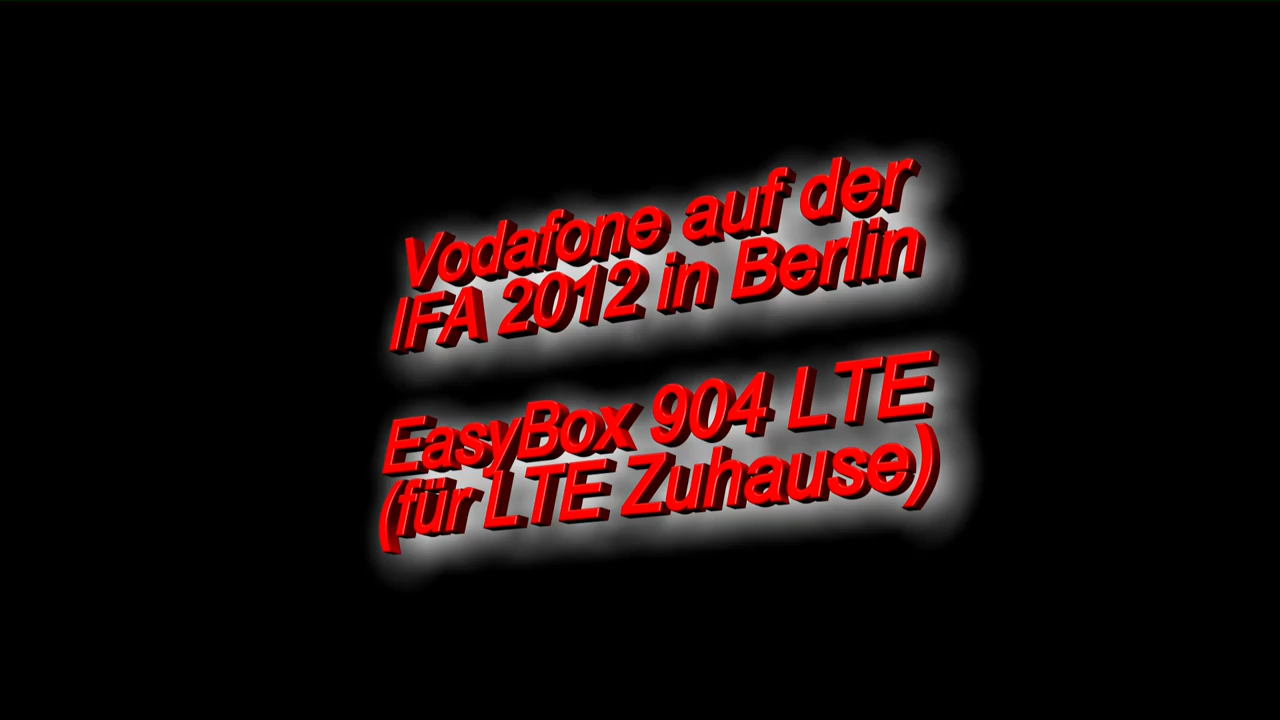 Vodafone auf der
IFA 2012 in Berlin
EasyBox 904 LTE
(für LTE Zuhause)